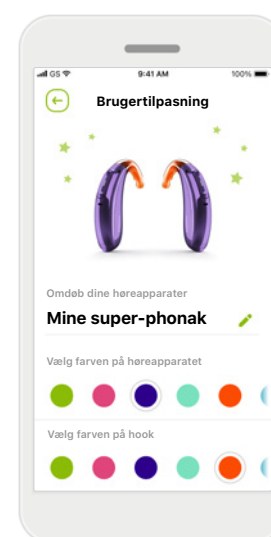 GS 9:41 AM 100%
Brugertilpasning
Omdøb dine høreapparater
Mine super-phonak
Vælg farven på høreapparatet
Vælg farven på hook